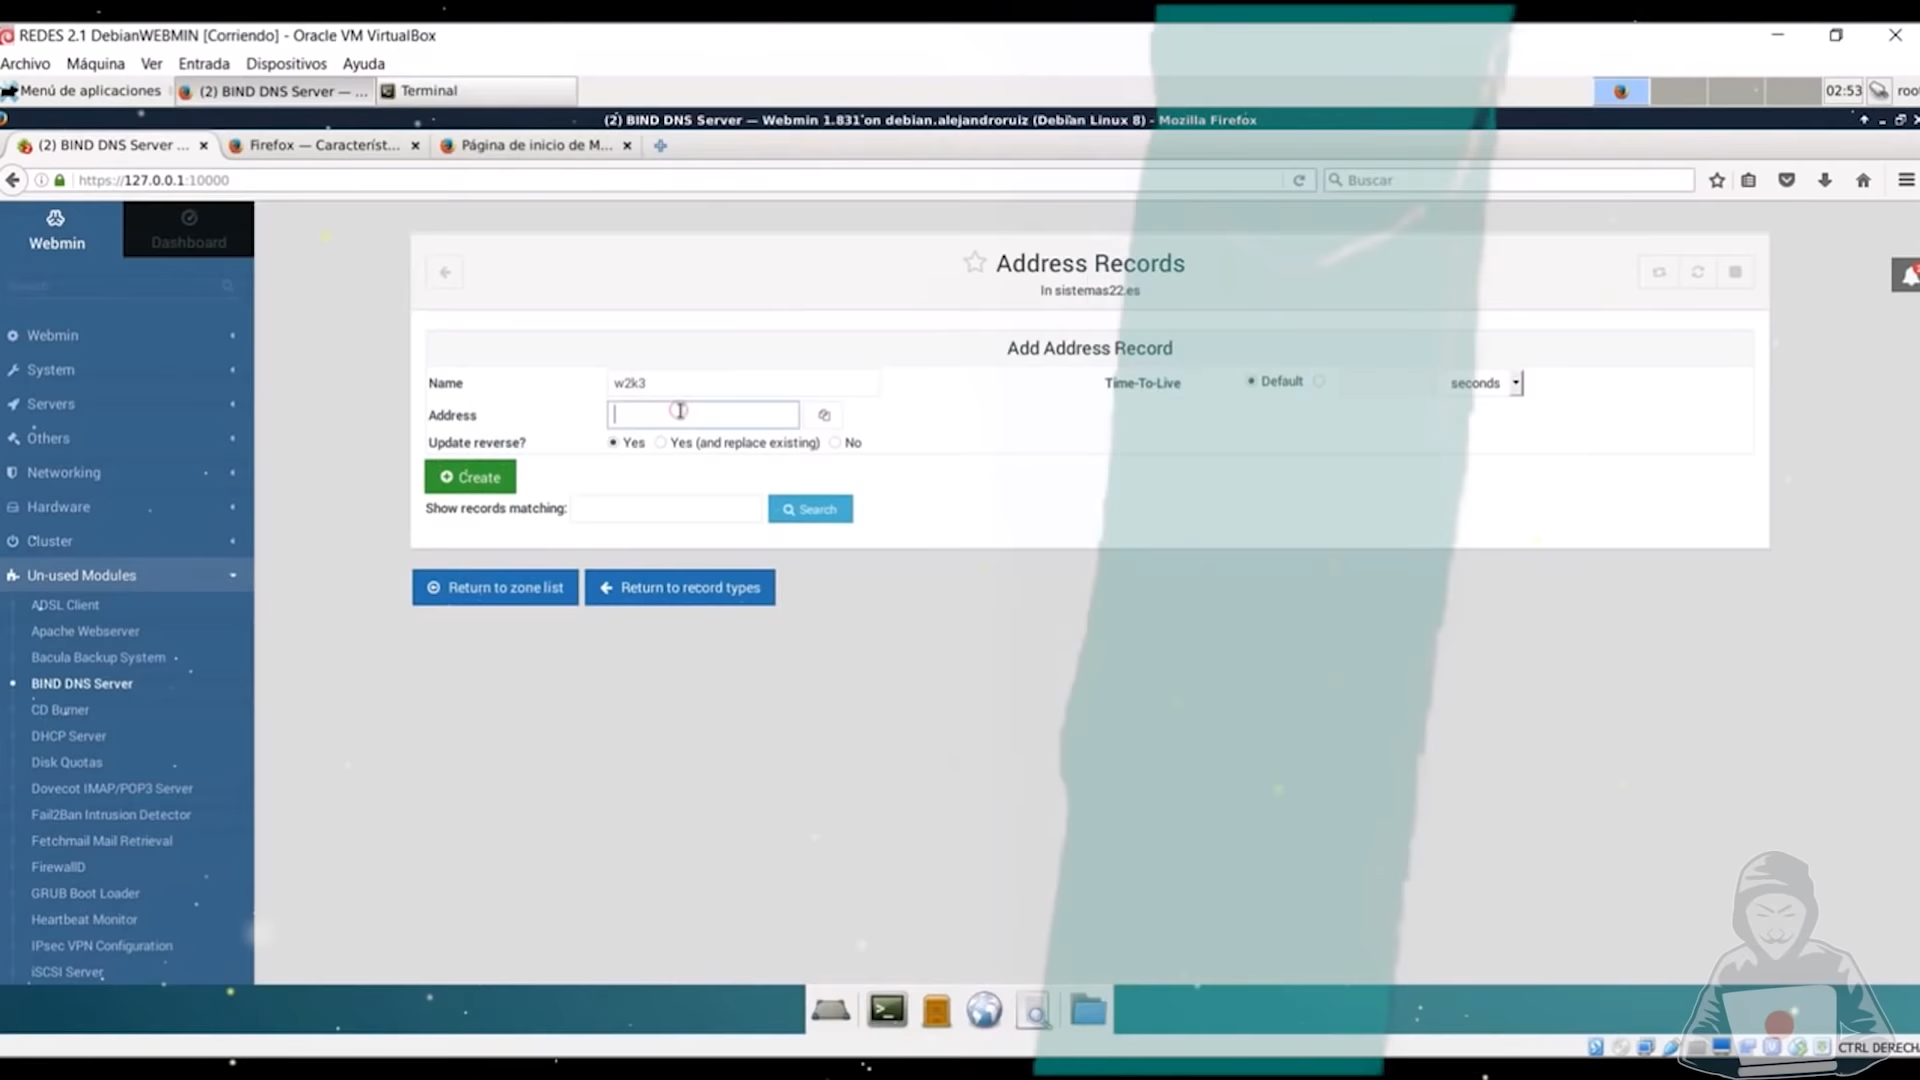 REDES 2.1 DebianWEBMIN [Corriendo] - Oracle VM VirtualBox
Archivo Máquina Ver Entrada Dispositivos Ayuda
Menú de aplicaciones (2) BIND DNS Server — ... Terminal 02:53 root
(2) BIND DNS Server — Webmin 1.831 on debian.alejandroruiz (Debian Linux 8) - Mozilla Firefox
(2) BIND DNS Server ... Firefox — Característ... Página de inicio de M...
https://127.0.0.1:10000 Buscar
Webmin Dashboard
Search
Address Records
In sistemas22.es
Add Address Record
Name w2k3 Time-To-Live Default seconds
Address
Update reverse? Yes Yes (and replace existing) No
Create
Show records matching: Search
Return to zone list Return to record types
Webmin
System
Servers
Others
Networking
Hardware
Cluster
Un-used Modules
ADSL Client
Apache Webserver
Bacula Backup System
BIND DNS Server
CD Burner
DHCP Server
Disk Quotas
Dovecot IMAP/POP3 Server
Fail2Ban Intrusion Detector
Fetchmail Mail Retrieval
FirewallD
GRUB Boot Loader
Heartbeat Monitor
IPsec VPN Configuration
iSCSI Server
CTRL DERECH